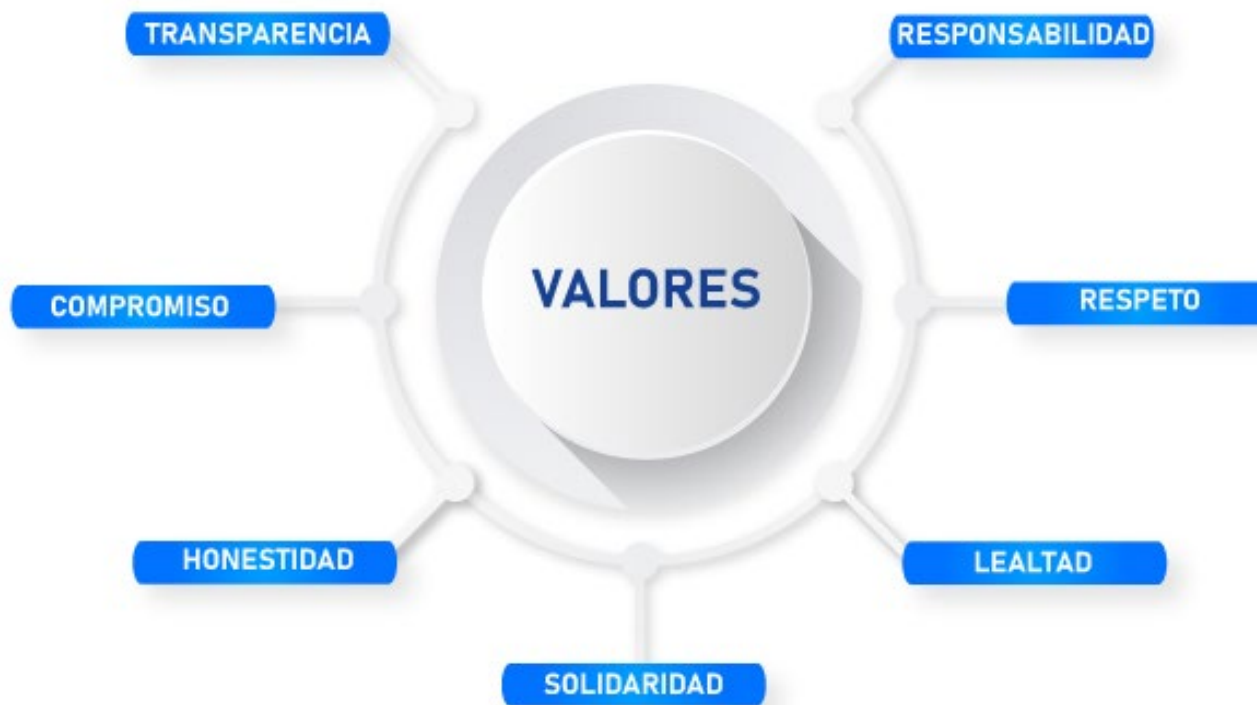 TRANSPARENCIA
RESPONSABILIDAD
VALORES
COMPROMISO
RESPETO
HONESTIDAD
LEALTAD
SOLIDARIDAD